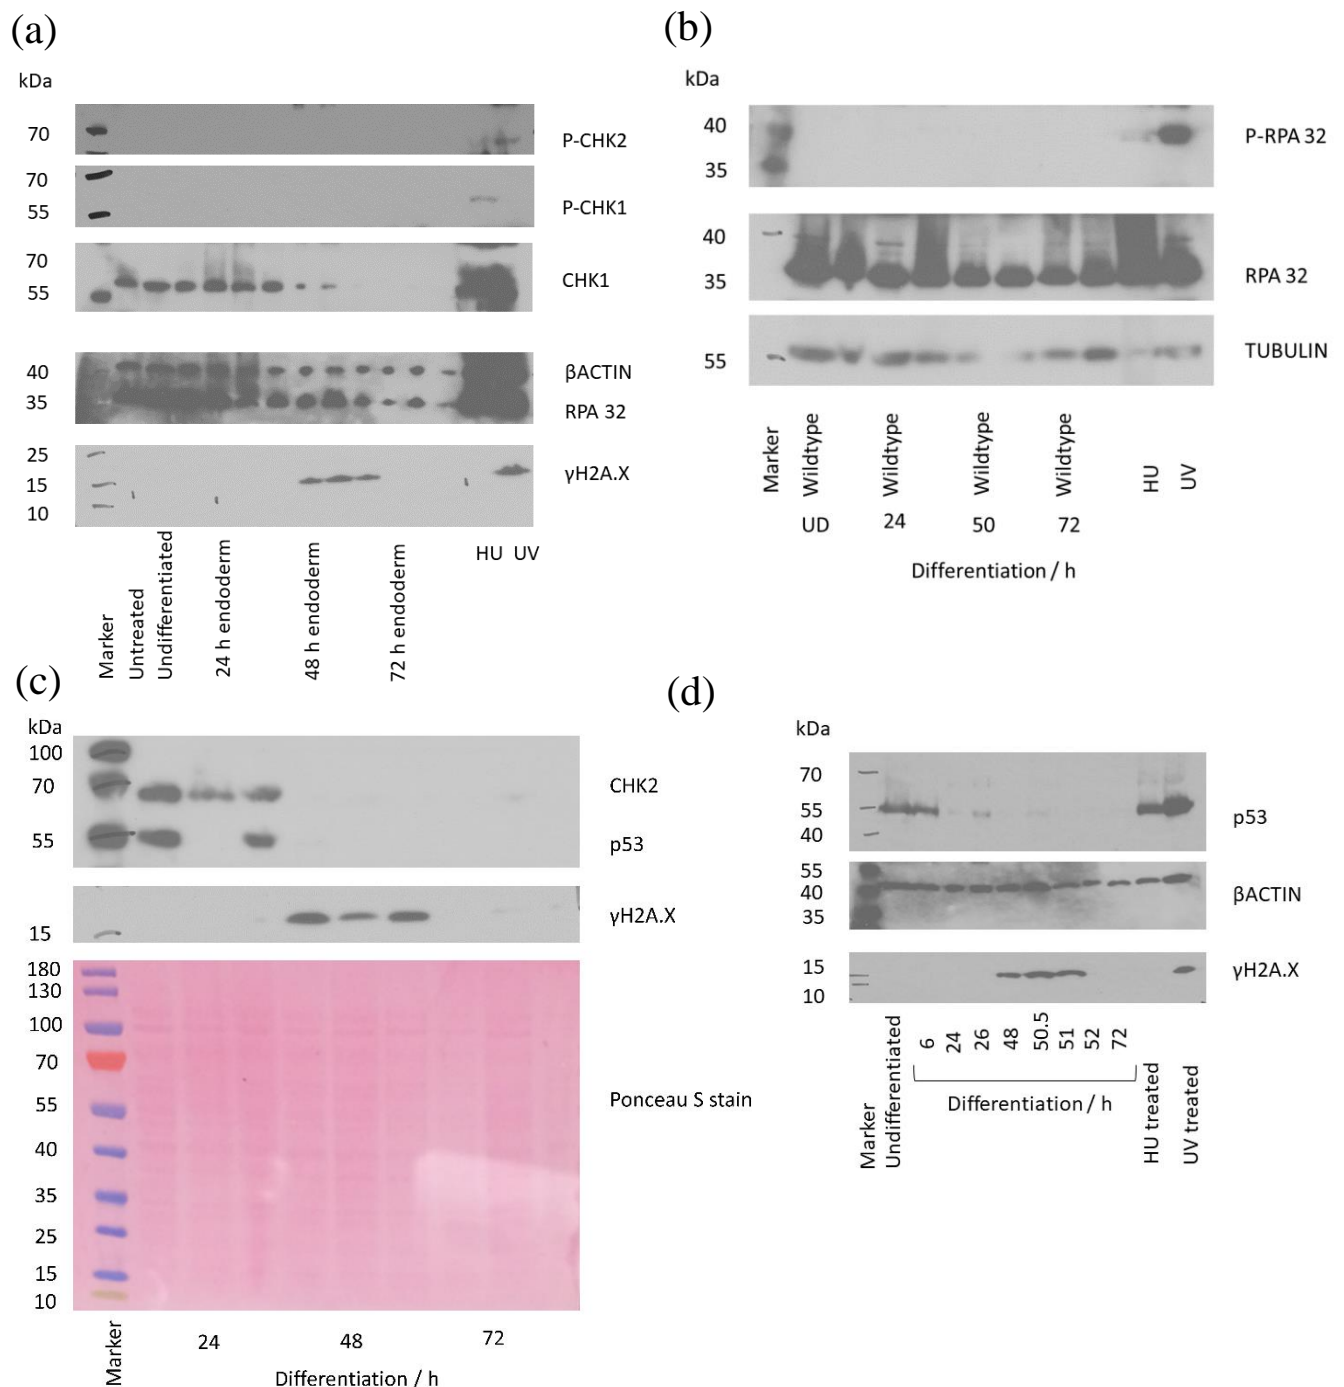 (a)
kDa
70
P-CHK2
70
55
P-CHK1
70
55
CHK1
40
35
βACTIN
RPA 32
25
15
10
γH2A.X
Marker
Untreated
Undifferentiated
24 h endoderm
48 h endoderm
72 h endoderm
HU UV
(b)
kDa
40
35
P-RPA 32
40
35
RPA 32
55
TUBULIN
Marker
Wildtype
Wildtype
Wildtype
Wildtype
HU
UV
UD 24 50 72
Differentiation / h
(c)
kDa
100
70
55
CHK2
p53
15
γH2A.X
180
130
100
70
55
40
35
25
15
10
Ponceau S stain
Marker
24 48 72
Differentiation / h
(d)
kDa
70
55
40
p53
55
40
35
βACTIN
15
10
γH2A.X
Marker
Undifferentiated
6
24
26
48
50.5
51
52
72
Differentiation / h
HU treated
UV treated